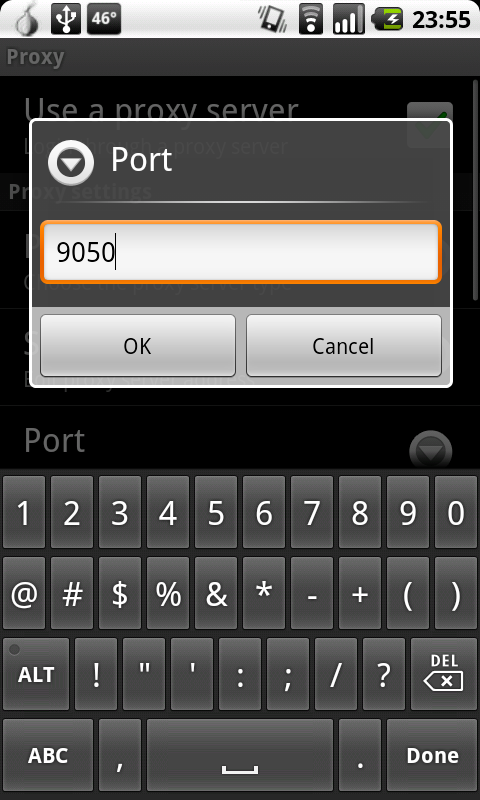 46° 23:55
Proxy
Use a proxy server
Port
Proxy settings
9050
OK Cancel
Port
1 2 3 4 5 6 7 8 9 0
@ # $ % & * - + ( )
ALT ! " ' : ; / ? DEL
ABC , . Done